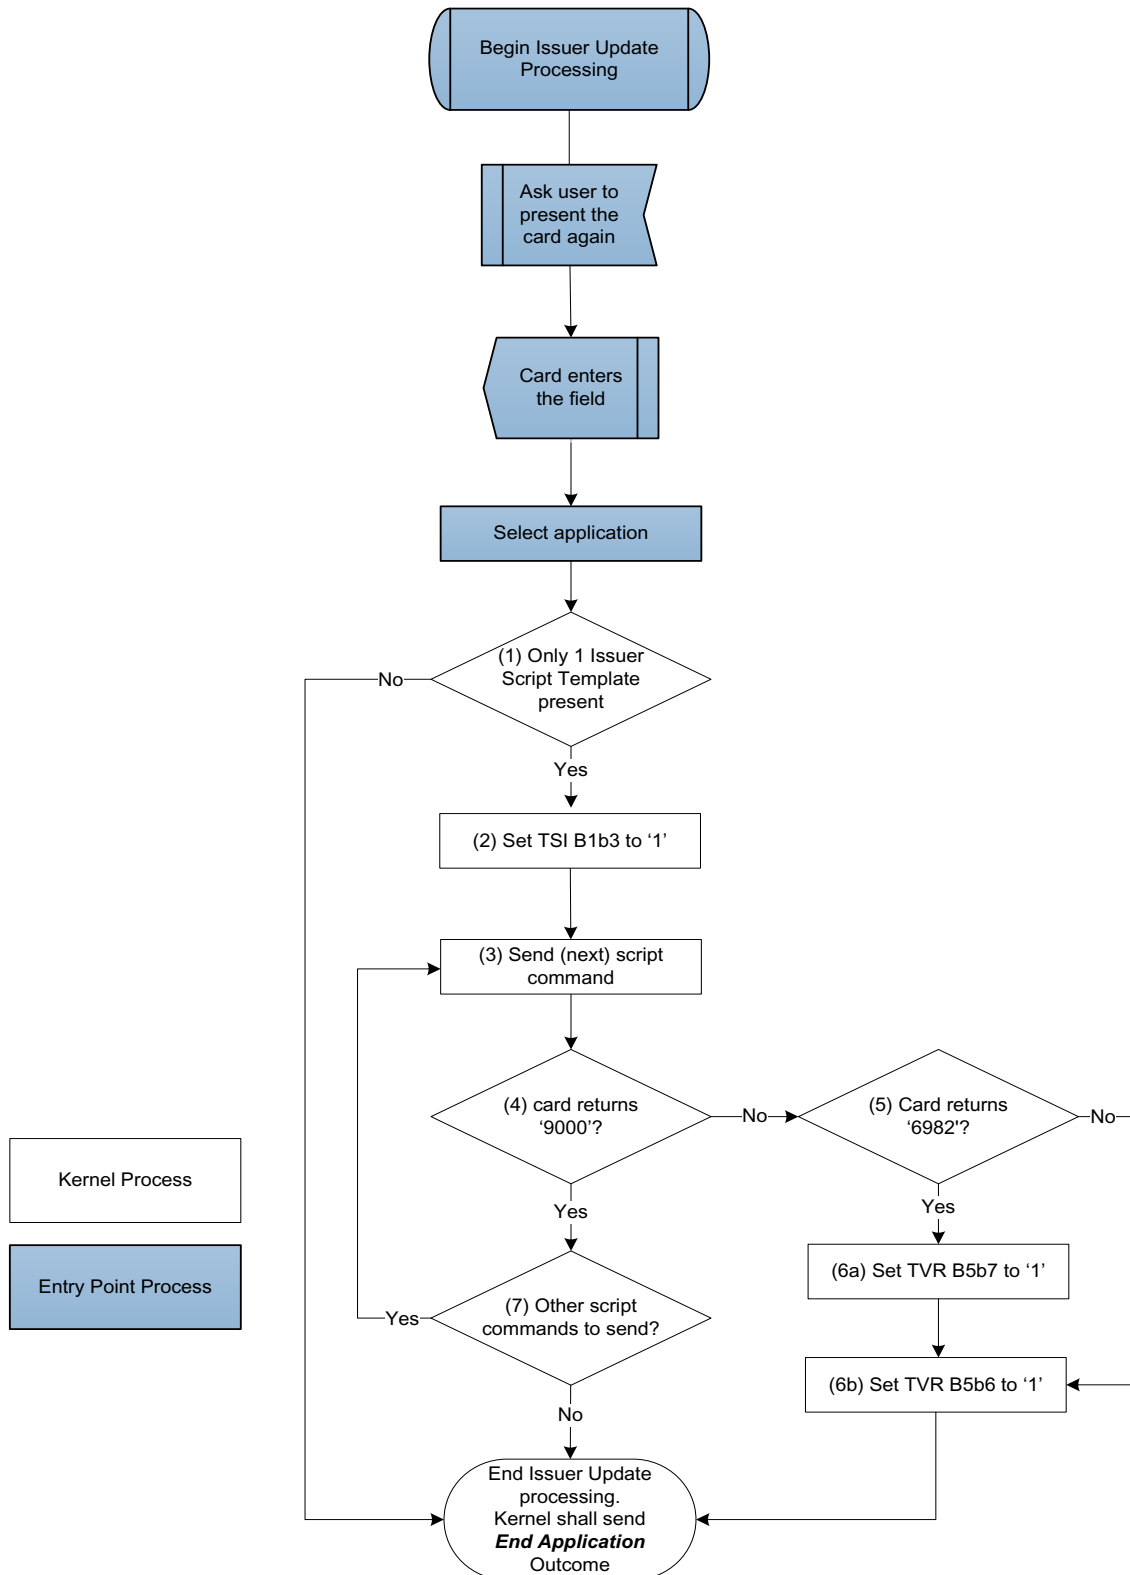 Begin Issuer Update
Processing
Ask user to
present the
card again
Card enters
the field
Select application
(1) Only 1 Issuer
Script Template
present
No
Yes
(2) Set TSI B1b3 to ‘1’
(3) Send (next) script
command
(4) card returns
‘9000’?
No
(5) Card returns
‘6982'?
No
Yes
Yes
Kernel Process
Entry Point Process
(6a) Set TVR B5b7 to ‘1’
(7) Other script
commands to send?
Yes
(6b) Set TVR B5b6 to ‘1’
No
End Issuer Update
processing.
Kernel shall send
End Application
Outcome